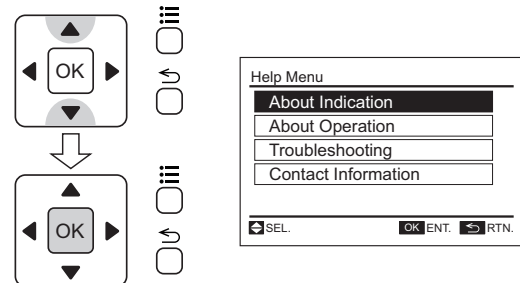 OK
OK
Help Menu
About Indication
About Operation
Troubleshooting
Contact Information
SEL. OK ENT. RTN.